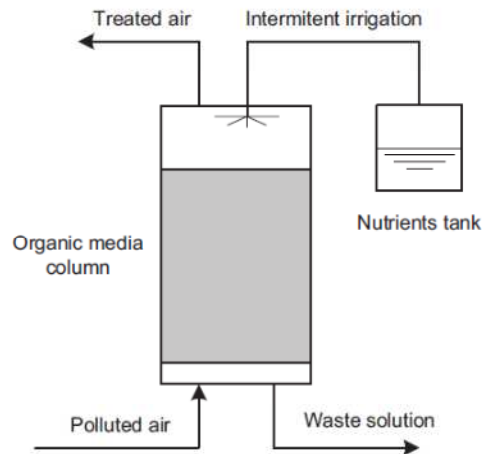 Treated air
Intermitent irrigation
Organic media
column
Nutrients tank
Polluted air
Waste solution